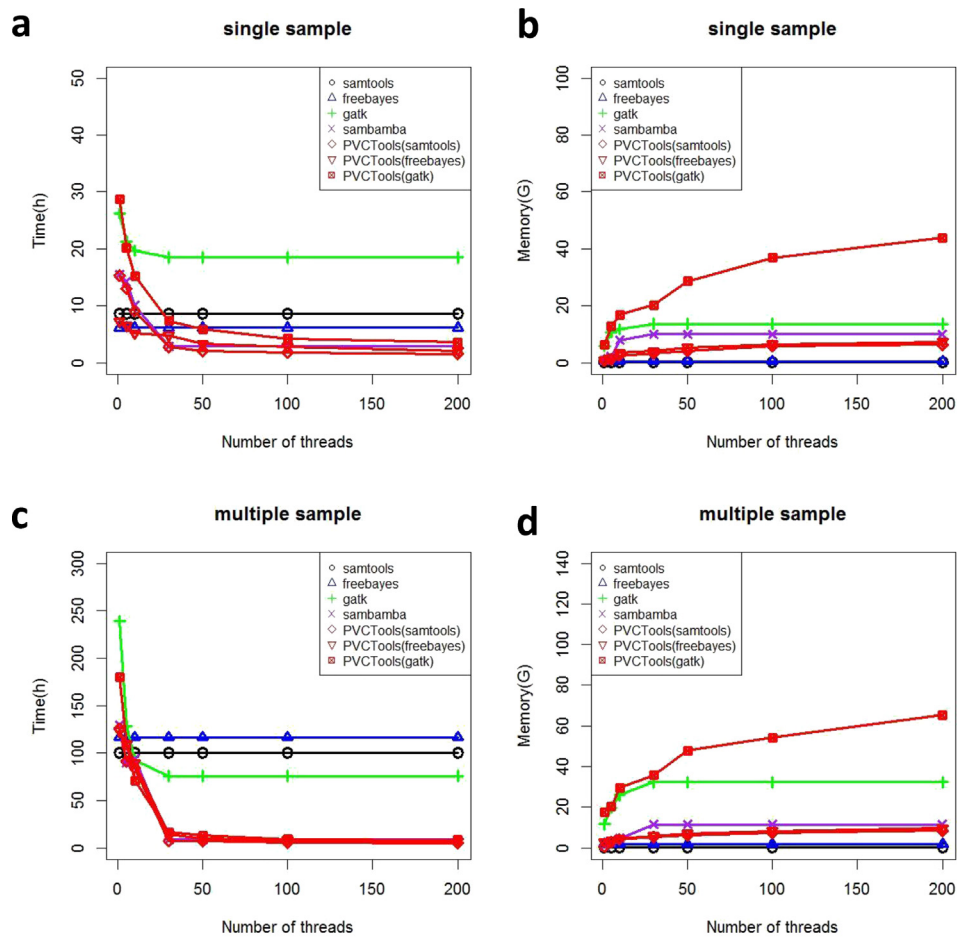 a
single sample
Time(h)
50
40
30
20
10
0
samtools
freebayes
gatk
sambamba
PVCTools(samtools)
PVCTools(freebayes)
PVCTools(gatk)
0 50 100 150 200
Number of threads
b
single sample
Memory(G)
100
80
60
40
20
0
samtools
freebayes
gatk
sambamba
PVCTools(samtools)
PVCTools(freebayes)
PVCTools(gatk)
0 50 100 150 200
Number of threads
c
multiple sample
Time(h)
300
250
200
150
100
50
0
samtools
freebayes
gatk
sambamba
PVCTools(samtools)
PVCTools(freebayes)
PVCTools(gatk)
0 50 100 150 200
Number of threads
d
multiple sample
Memory(G)
140
120
100
80
60
40
20
0
samtools
freebayes
gatk
sambamba
PVCTools(samtools)
PVCTools(freebayes)
PVCTools(gatk)
0 50 100 150 200
Number of threads